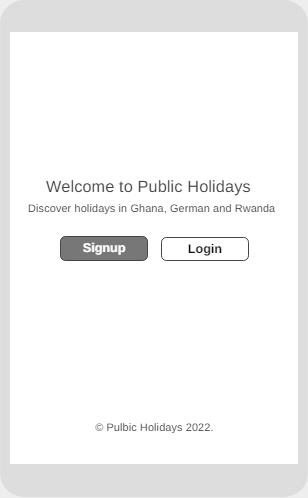 Welcome to Public Holidays
Discover holidays in Ghana, German and Rwanda
Signup Login
© Pulbic Holidays 2022.